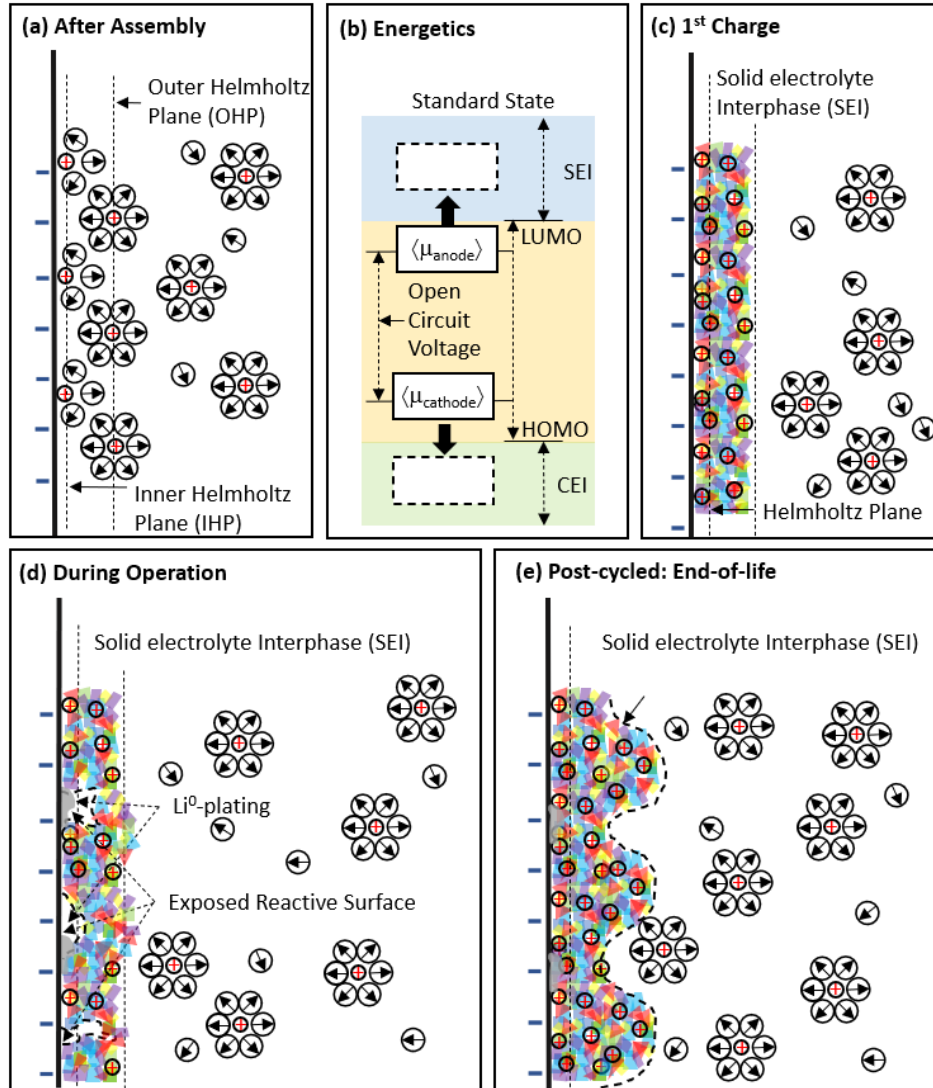 (a) After Assembly
Outer Helmholtz
Plane (OHP)
Inner Helmholtz
Plane (IHP)
(b) Energetics
Standard State
SEI
LUMO
⟨μanode⟩
Open
Circuit
Voltage
⟨μcathode⟩
HOMO
CEI
(c) 1st Charge
Solid electrolyte
Interphase (SEI)
Helmholtz Plane
(d) During Operation
Solid electrolyte Interphase (SEI)
Li⁰-plating
Exposed Reactive Surface
(e) Post-cycled: End-of-life
Solid electrolyte Interphase (SEI)